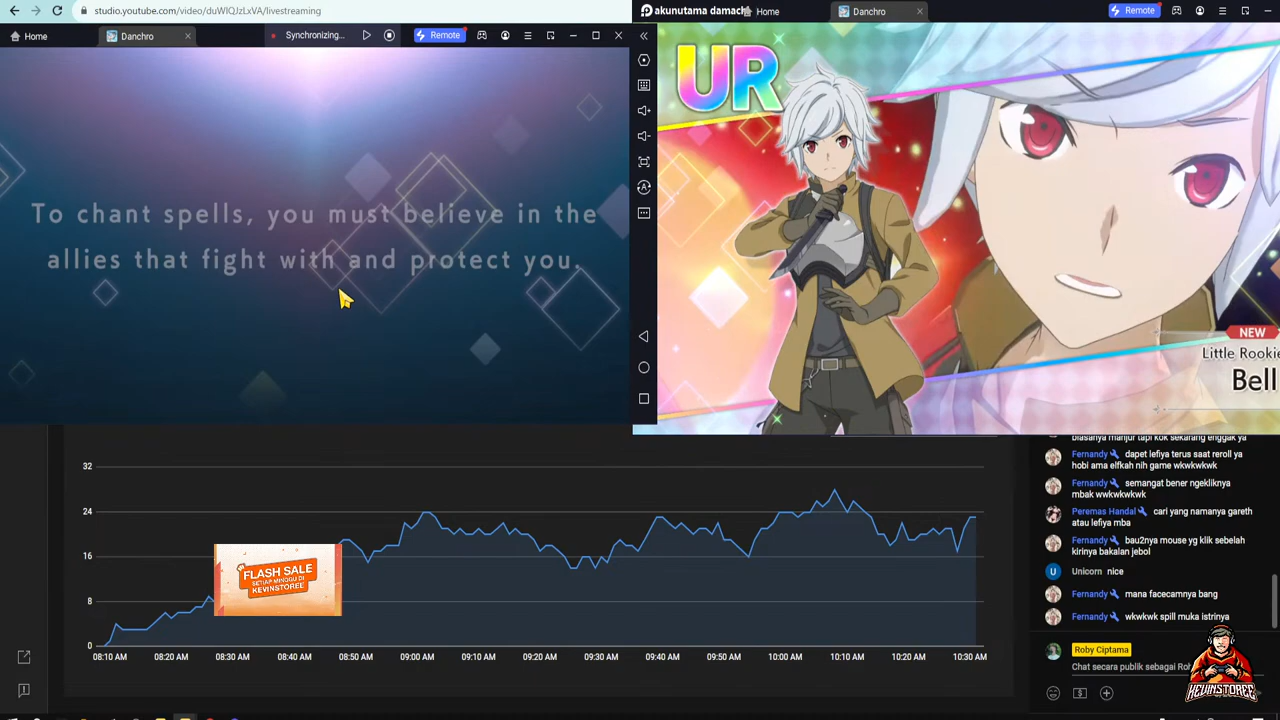 studio.youtube.com/video/duWlQJzLxVA/livestreaming
Home
Danchro
Synchronizing...
Remote
akunutama damach
Home
Danchro
Remote
To chant spells, you must believe in the
allies that fight with and protect you.
UR
NEW
Little Rookie
Bell
32
24
16
8
0
08:10 AM 08:20 AM 08:30 AM 08:40 AM 08:50 AM 09:00 AM 09:10 AM 09:20 AM 09:30 AM 09:40 AM 09:50 AM 10:00 AM 10:10 AM 10:20 AM 10:30 AM
FLASH SALE
SETIAP MINGGU DI
KEVINSTOREE
biasanya manjur tapi kok sekarang enggak ya
Fernandy dapet lefiya terus saat reroll ya
hobi ama elfkah nih game wkwkwkwk
Fernandy semangat bener ngekliknya
mbak wwkwkwkwk
Peremas Handal cari yang namanya gareth
atau lefiya mba
Fernandy bau2nya mouse yg klik sebelah
kirinya bakalan jebol
U Unicorn nice
Fernandy mana facecamnya bang
Fernandy wkwkwk spill muka istrinya
Roby Ciptama
Chat secara publik sebagai Rob
KEVINSTOREE